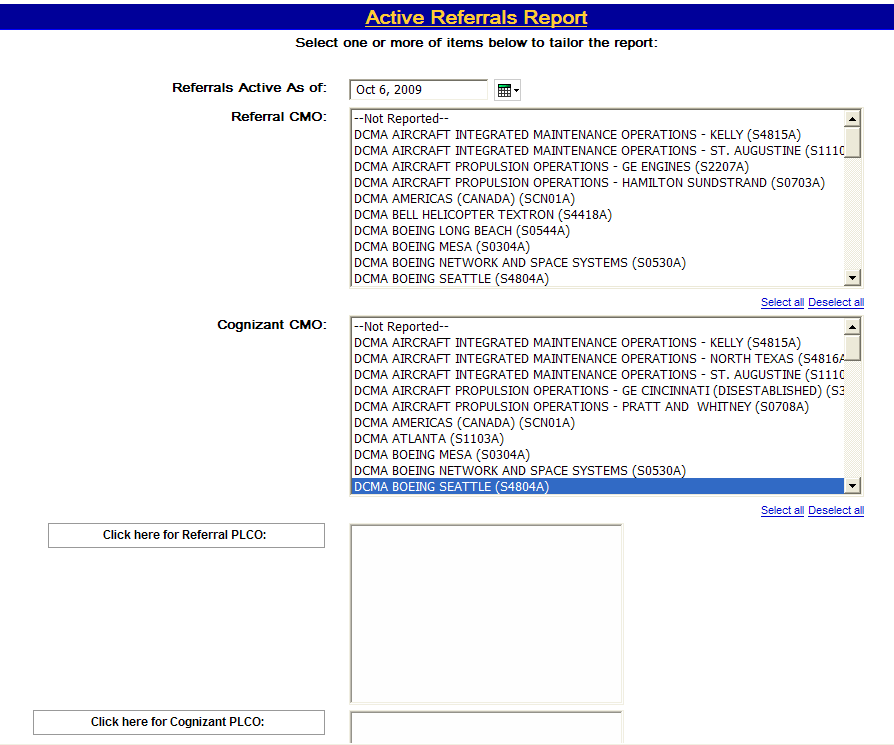 Active Referrals Report
Select one or more of items below to tailor the report:
Referrals Active As of:
Oct 6, 2009
Referral CMO:
--Not Reported--
DCMA AIRCRAFT INTEGRATED MAINTENANCE OPERATIONS - KELLY (S4815A)
DCMA AIRCRAFT INTEGRATED MAINTENANCE OPERATIONS - ST. AUGUSTINE (S1110
DCMA AIRCRAFT PROPULSION OPERATIONS - GE ENGINES (S2207A)
DCMA AIRCRAFT PROPULSION OPERATIONS - HAMILTON SUNDSTRAND (S0703A)
DCMA AMERICAS (CANADA) (SCN01A)
DCMA BELL HELICOPTER TEXTRON (S4418A)
DCMA BOEING LONG BEACH (S0544A)
DCMA BOEING MESA (S0304A)
DCMA BOEING NETWORK AND SPACE SYSTEMS (S0530A)
DCMA BOEING SEATTLE (S4804A)
Select all Deselect all
Cognizant CMO:
--Not Reported--
DCMA AIRCRAFT INTEGRATED MAINTENANCE OPERATIONS - KELLY (S4815A)
DCMA AIRCRAFT INTEGRATED MAINTENANCE OPERATIONS - NORTH TEXAS (S4816A
DCMA AIRCRAFT INTEGRATED MAINTENANCE OPERATIONS - ST. AUGUSTINE (S1110
DCMA AIRCRAFT PROPULSION OPERATIONS - GE CINCINNATI (DISESTABLISHED) (S3
DCMA AIRCRAFT PROPULSION OPERATIONS - PRATT AND  WHITNEY (S0708A)
DCMA AMERICAS (CANADA) (SCN01A)
DCMA ATLANTA (S1103A)
DCMA BOEING MESA (S0304A)
DCMA BOEING NETWORK AND SPACE SYSTEMS (S0530A)
DCMA BOEING SEATTLE (S4804A)
Select all Deselect all
Click here for Referral PLCO:
Click here for Cognizant PLCO: